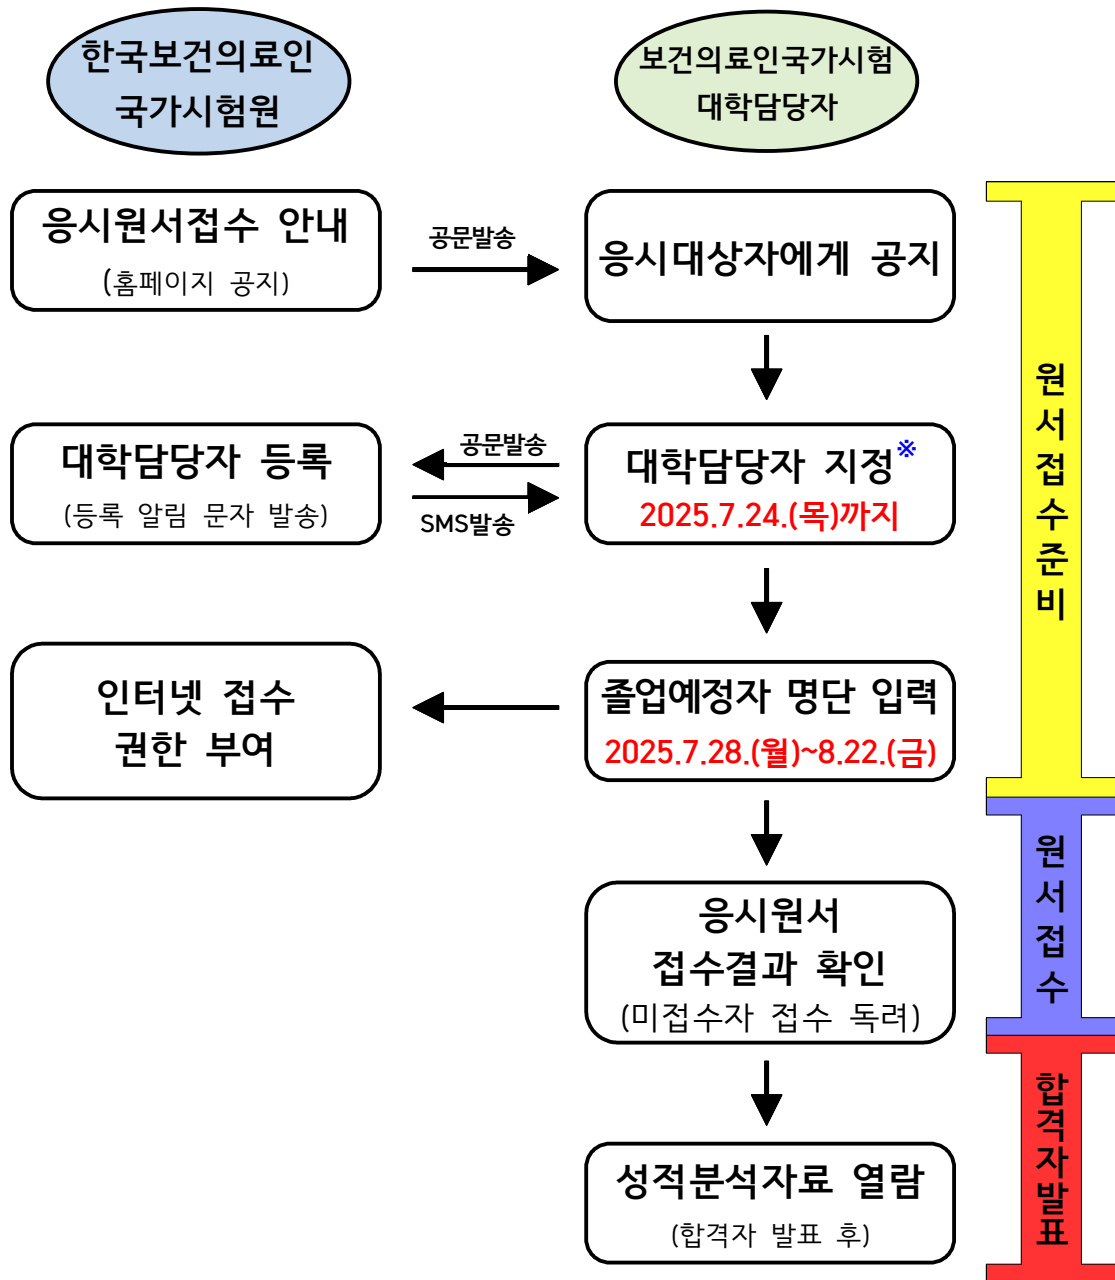 한국보건의료인
국가시험원
보건의료인국가시험
대학담당자
응시원서접수 안내
(홈페이지 공지)
공문발송
응시대상자에게 공지
대학담당자 등록
(등록 알림 문자 발송)
공문발송
SMS발송
대학담당자 지정※
2025.7.24.(목)까지
인터넷 접수
권한 부여
졸업예정자 명단 입력
2025.7.28.(월)~8.22.(금)
응시원서
접수결과 확인
(미접수자 접수 독려)
성적분석자료 열람
(합격자 발표 후)
원서접수준비
원서접수
합격자발표